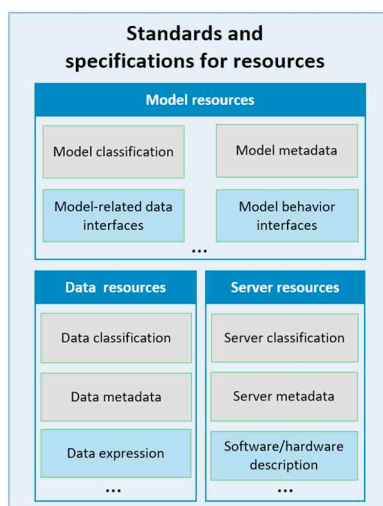 Standards and
specifications for resources
Model resources
Model classification
Model metadata
Model-related data
interfaces
Model behavior
interfaces
...
Data resources
Data classification
Data metadata
Data expression
...
Server resources
Server classification
Server metadata
Software/hardware
description
...